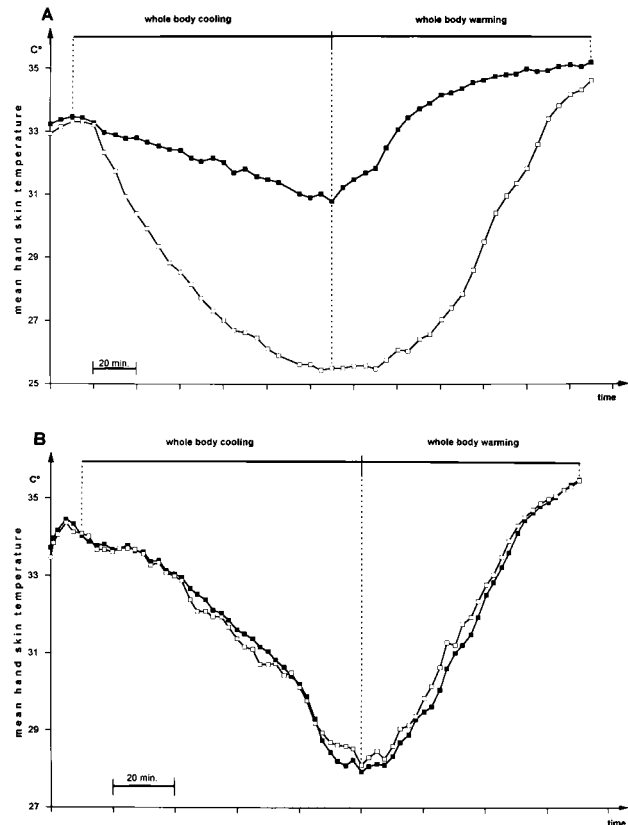 A
whole body cooling
whole body warming
C°
35
33
31
29
27
25
mean hand skin temperature
20 min.
time
B
whole body cooling
whole body warming
C°
35
33
31
29
27
mean hand skin temperature
20 min.
time